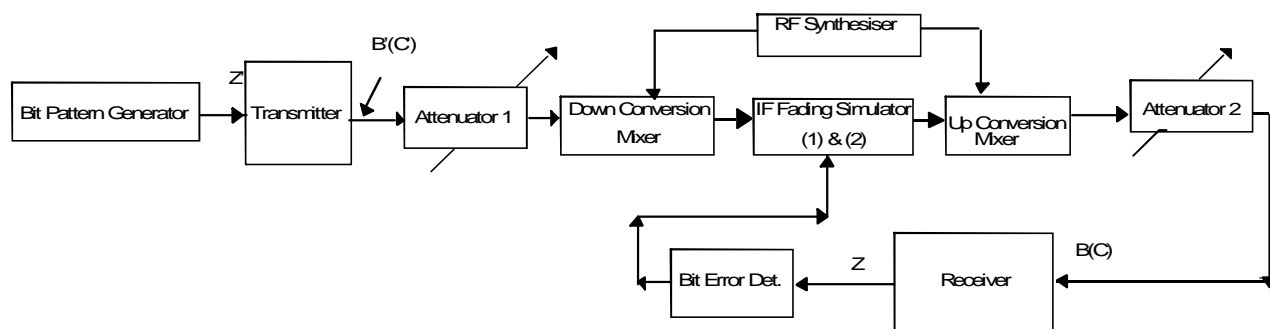 RF Synthesiser
B'(C')
Z'
Bit Pattern Generator
Transmitter
Attenuator 1
Down Conversion
Mixer
IF Fading Simulator
(1) & (2)
Up Conversion
Mixer
Attenuator 2
Bit Error Det.
Z
Receiver
B(C)